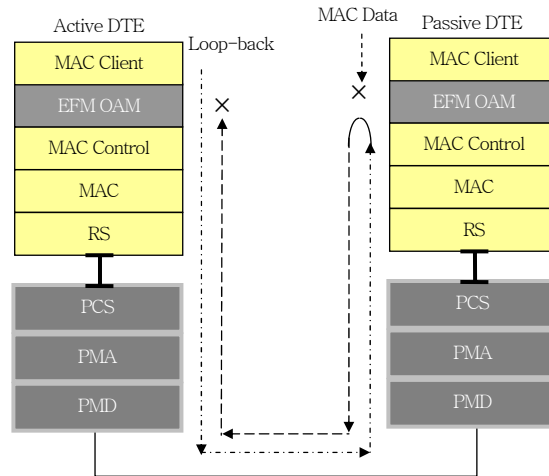 Active DTE
Loop-back
MAC Data
Passive DTE
MAC Client
EFM OAM
MAC Control
MAC
RS
PCS
PMA
PMD
MAC Client
EFM OAM
MAC Control
MAC
RS
PCS
PMA
PMD